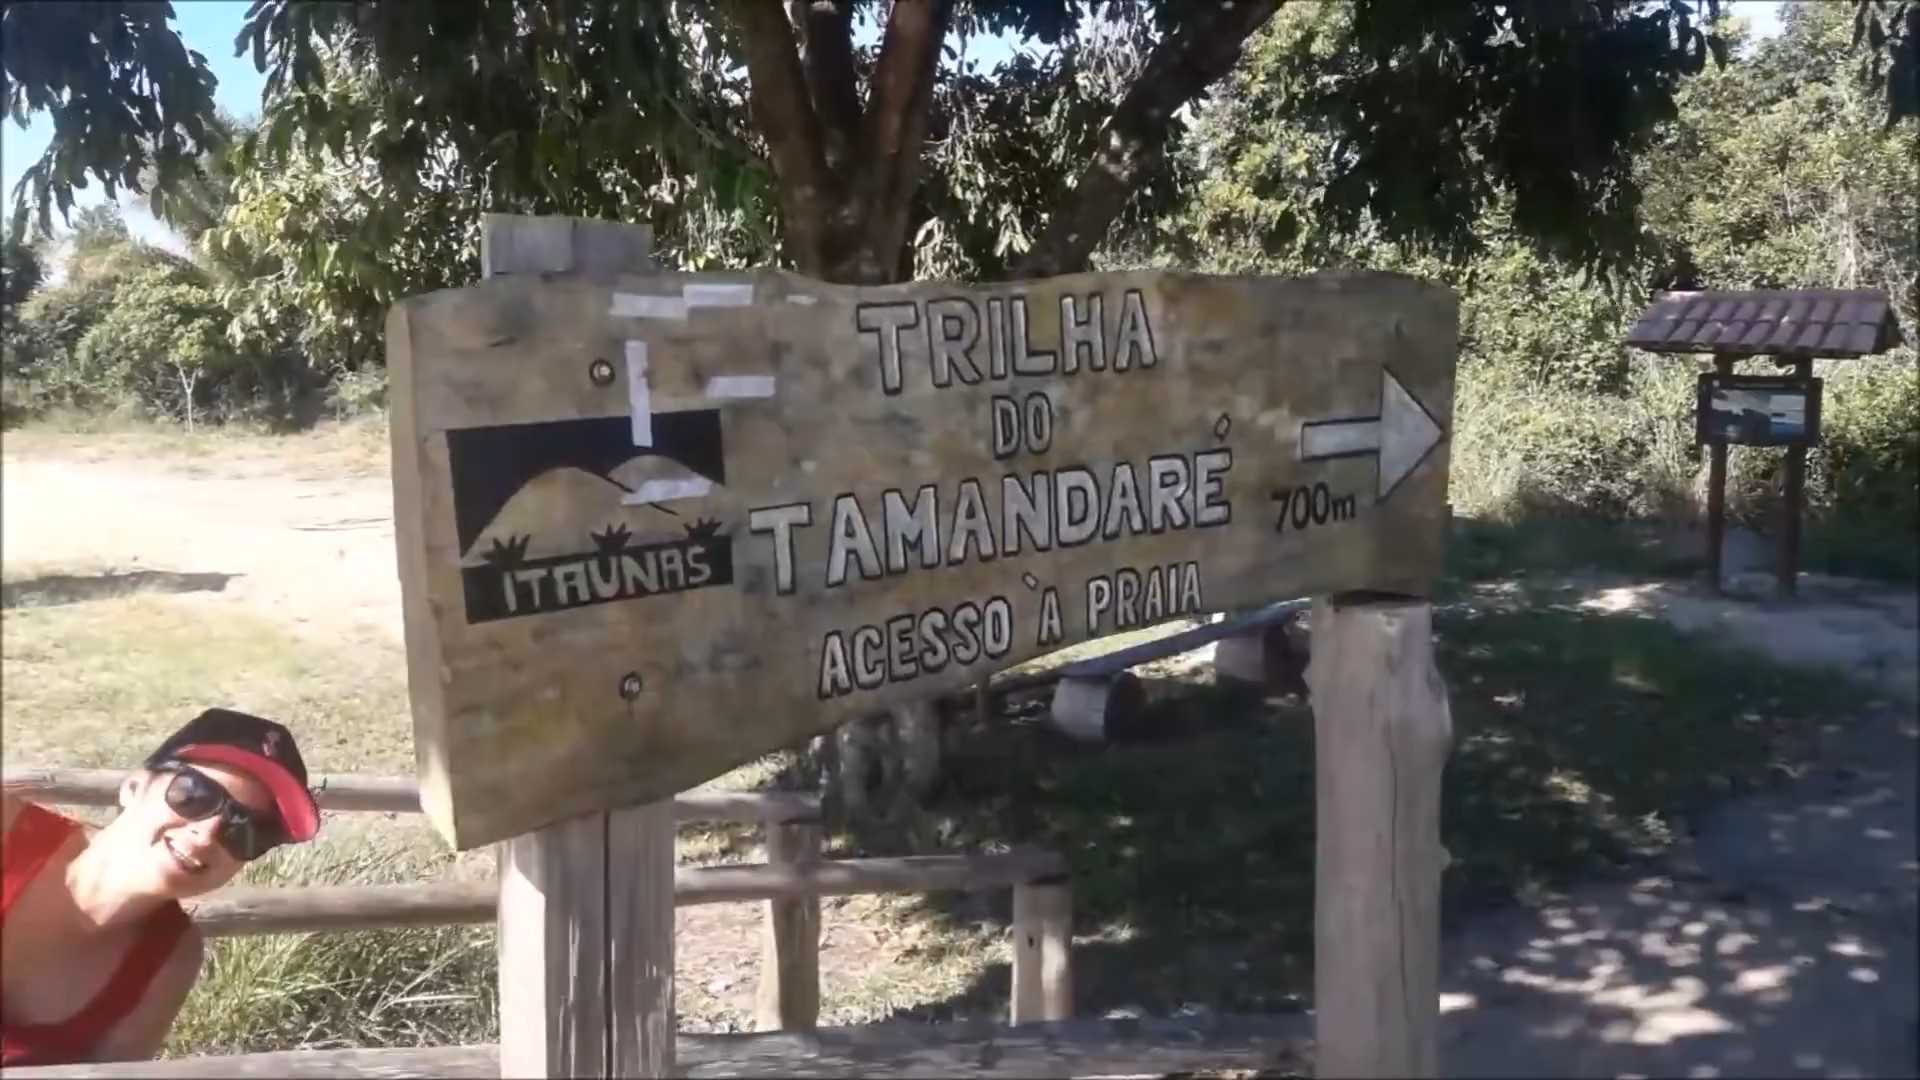 TRILHA
DO
TAMANDARÉ
700m
ITAUNAS
ACESSO À PRAIA